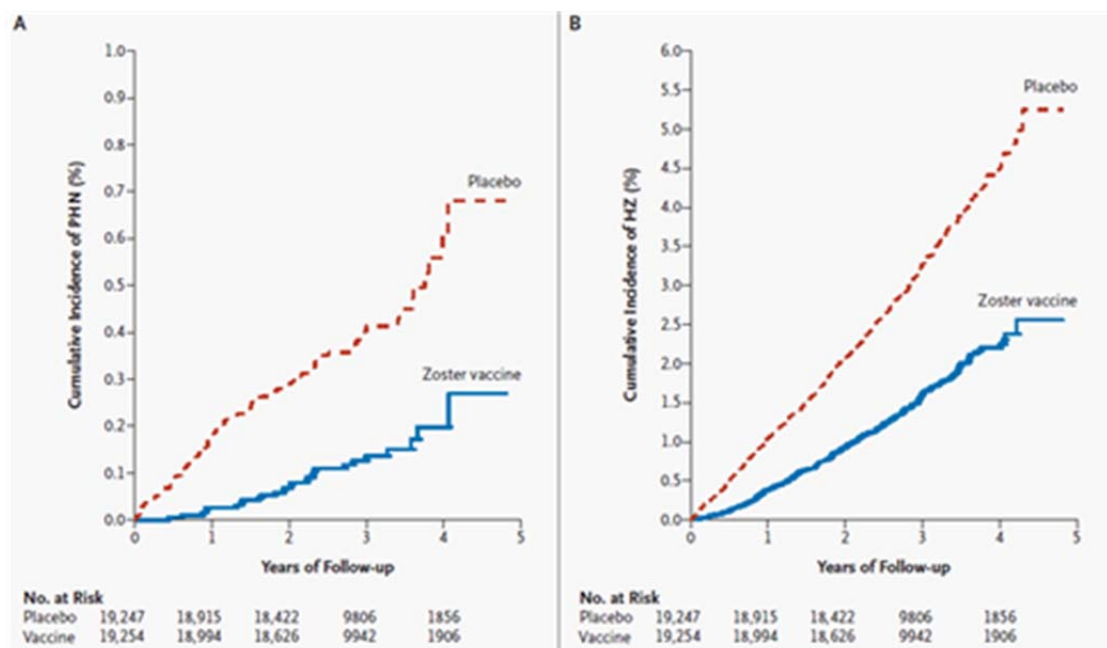 A
Cumulative Incidence of PHN (%)
1.0
0.9
0.8
0.7
0.6
0.5
0.4
0.3
0.2
0.1
0.0
Placebo
Zoster vaccine
0 1 2 3 4 5
Years of Follow-up
No. at Risk
Placebo 19,247 18,915 18,422 9806 1856
Vaccine 19,254 18,994 18,626 9942 1906
B
Cumulative Incidence of HZ (%)
6.0
5.5
5.0
4.5
4.0
3.5
3.0
2.5
2.0
1.5
1.0
0.5
0.0
Placebo
Zoster vaccine
0 1 2 3 4 5
Years of Follow-up
No. at Risk
Placebo 19,247 18,915 18,422 9806 1856
Vaccine 19,254 18,994 18,626 9942 1906